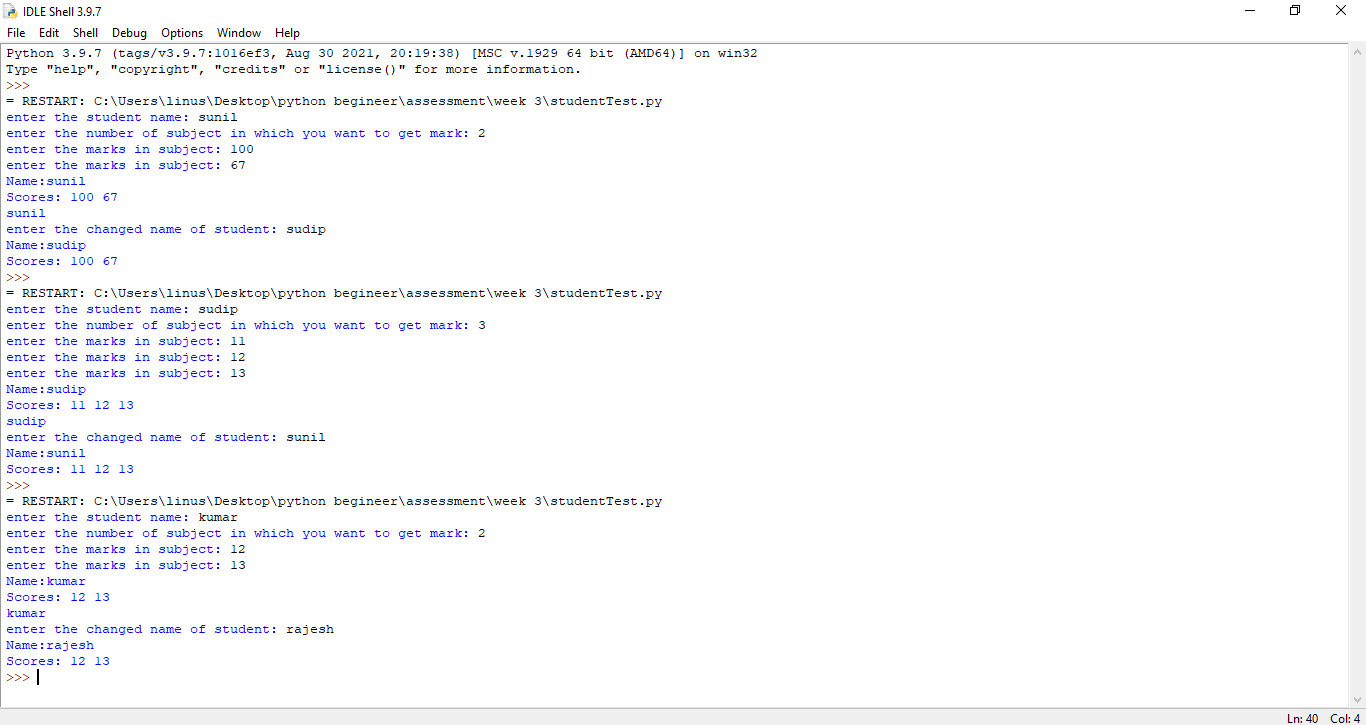 IDLE Shell 3.9.7
File Edit Shell Debug Options Window Help
Python 3.9.7 (tags/v3.9.7:1016ef3, Aug 30 2021, 20:19:38) [MSC v.1929 64 bit (AMD64)] on win32
Type "help", "copyright", "credits" or "license()" for more information.
>>>
= RESTART: C:\Users\linus\Desktop\python begineer\assessment\week 3\studentTest.py
enter the student name: sunil
enter the number of subject in which you want to get mark: 2
enter the marks in subject: 100
enter the marks in subject: 67
Name:sunil
Scores: 100 67
sunil
enter the changed name of student: sudip
Name:sudip
Scores: 100 67
>>>
= RESTART: C:\Users\linus\Desktop\python begineer\assessment\week 3\studentTest.py
enter the student name: sudip
enter the number of subject in which you want to get mark: 3
enter the marks in subject: 11
enter the marks in subject: 12
enter the marks in subject: 13
Name:sudip
Scores: 11 12 13
sudip
enter the changed name of student: sunil
Name:sunil
Scores: 11 12 13
>>>
= RESTART: C:\Users\linus\Desktop\python begineer\assessment\week 3\studentTest.py
enter the student name: kumar
enter the number of subject in which you want to get mark: 2
enter the marks in subject: 12
enter the marks in subject: 13
Name:kumar
Scores: 12 13
kumar
enter the changed name of student: rajesh
Name:rajesh
Scores: 12 13
>>>
Ln: 40 Col: 4